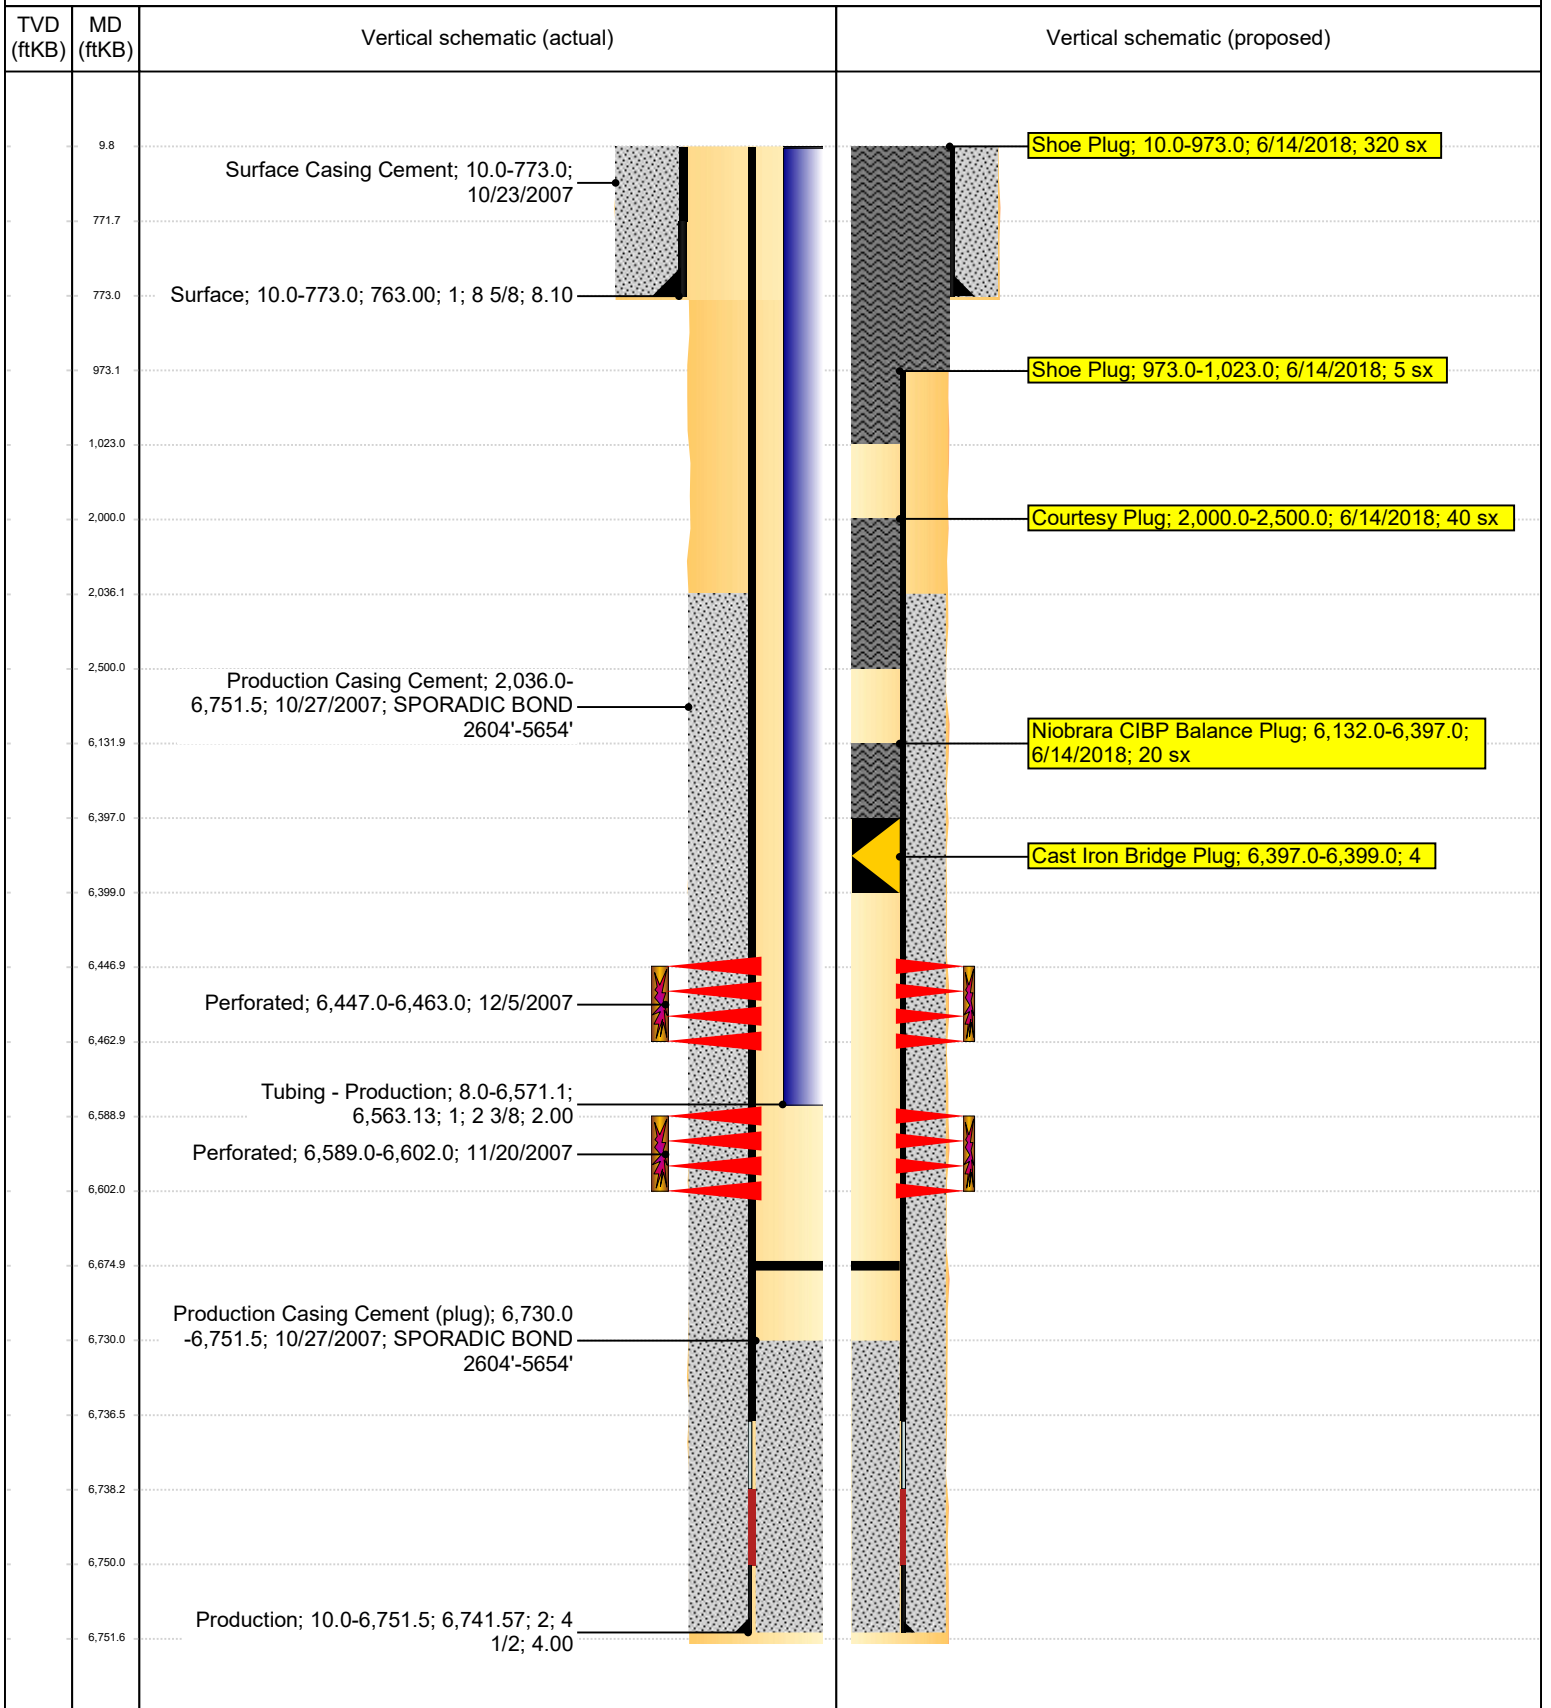 TVD
(ftKB)
MD
(ftKB)
Vertical schematic (actual)
Vertical schematic (proposed)
9.8
Shoe Plug; 10.0-973.0; 6/14/2018; 320 sx
Surface Casing Cement; 10.0-773.0;
10/23/2007
771.7
773.0
Surface; 10.0-773.0; 763.00; 1; 8 5/8; 8.10
973.1
Shoe Plug; 973.0-1,023.0; 6/14/2018; 5 sx
1,023.0
2,000.0
Courtesy Plug; 2,000.0-2,500.0; 6/14/2018; 40 sx
2,036.1
2,500.0
Production Casing Cement; 2,036.0-
6,751.5; 10/27/2007; SPORADIC BOND
2604'-5654'
6,131.9
Niobrara CIBP Balance Plug; 6,132.0-6,397.0;
6/14/2018; 20 sx
6,397.0
Cast Iron Bridge Plug; 6,397.0-6,399.0; 4
6,399.0
6,446.9
Perforated; 6,447.0-6,463.0; 12/5/2007
6,462.9
Tubing - Production; 8.0-6,571.1;
6,563.13; 1; 2 3/8; 2.00
6,588.9
Perforated; 6,589.0-6,602.0; 11/20/2007
6,602.0
6,674.9
Production Casing Cement (plug); 6,730.0
-6,751.5; 10/27/2007; SPORADIC BOND
2604'-5654'
6,730.0
6,736.5
6,738.2
6,750.0
Production; 10.0-6,751.5; 6,741.57; 2; 4
1/2; 4.00
6,751.6